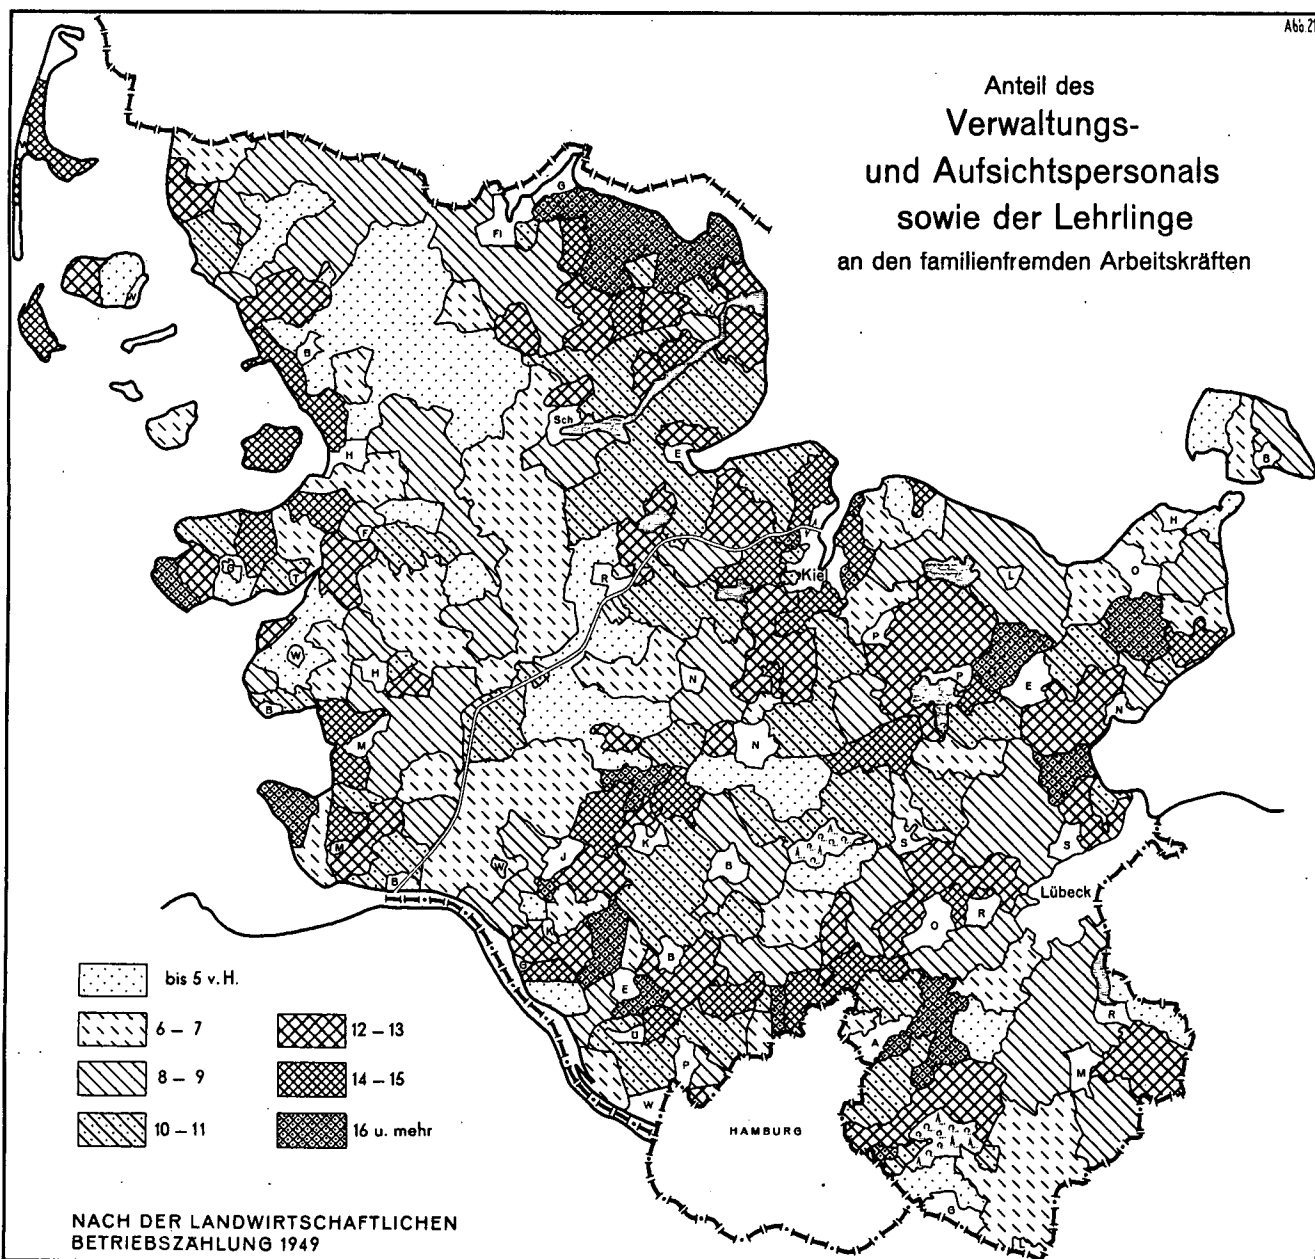 Abb.21
Anteil des
Verwaltungs-
und Aufsichtspersonals
sowie der Lehrlinge
an den familienfremden Arbeitskräften
G
Fl
W
B
Sch
H
E
B
F
H
G
T
R
Kiel
L
O
P
W
H
N
P
E
B
N
M
N
J
K
B
S
S
M
W
B
Lübeck
R
O
K
G
B
E
R
Ü
A
M
P
W
HAMBURG
G
L
bis 5 v. H.
6 – 7
8 – 9
10 – 11
12 – 13
14 – 15
16 u. mehr
NACH DER LANDWIRTSCHAFTLICHEN
BETRIEBSZÄHLUNG 1949